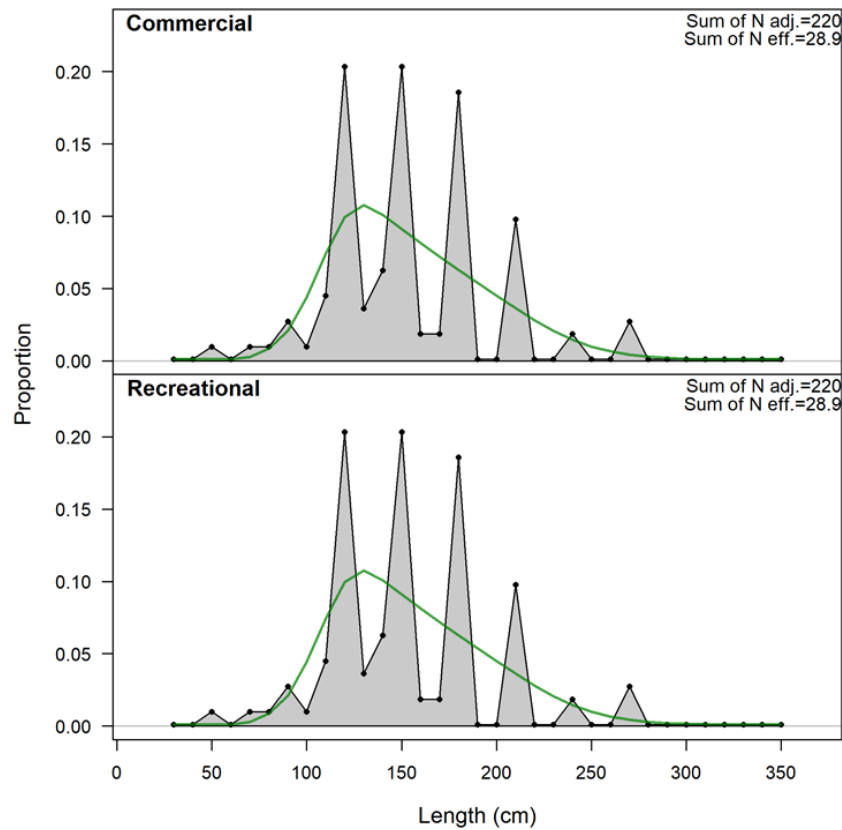 Commercial
Sum of N adj.=220
Sum of N eff.=28.9
0.20
0.15
0.10
0.05
0.00
Recreational
Sum of N adj.=220
Sum of N eff.=28.9
0.20
0.15
0.10
0.05
0.00
Proportion
0 50 100 150 200 250 300 350
Length (cm)